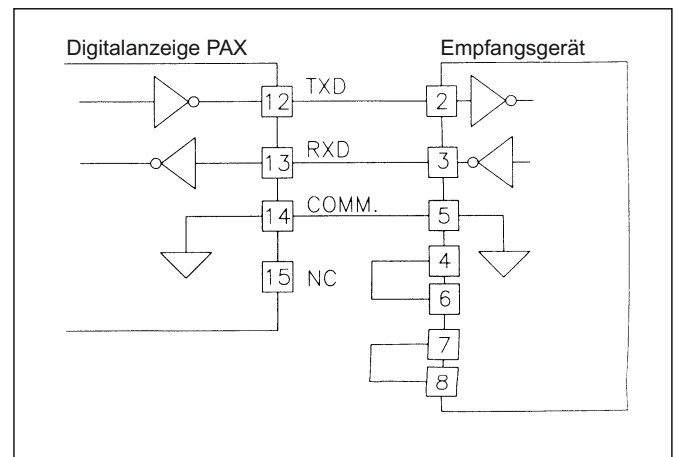 Digitalanzeige PAX Empfangsgerät
12 TXD 2
13 RXD 3
14 COMM. 5
4
15 NC
6
7
8